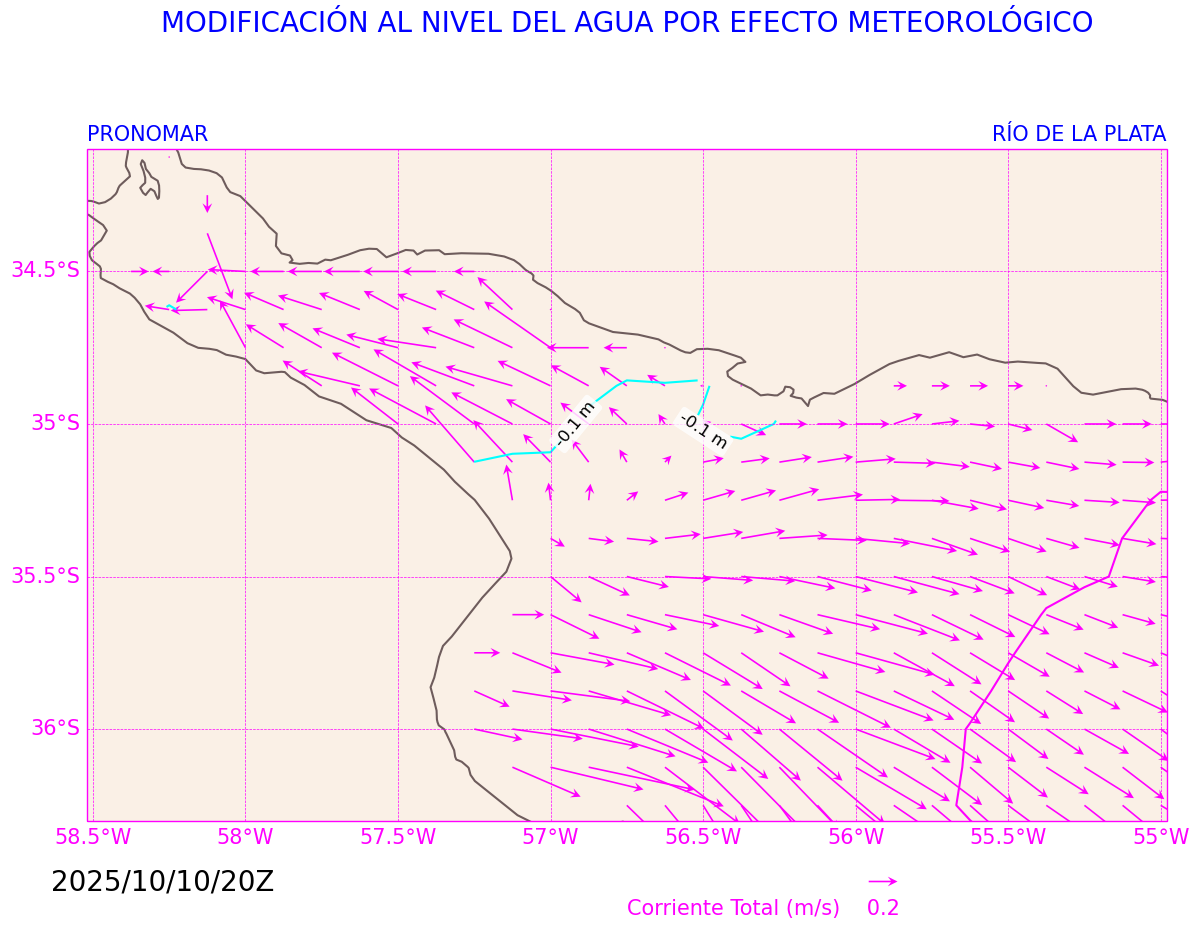 MODIFICACIÓN AL NIVEL DEL AGUA POR EFECTO METEOROLÓGICO
PRONOMAR
RÍO DE LA PLATA
34.5°S
35°S
35.5°S
36°S
-0.1 m
-0.1 m
58.5°W
58°W
57.5°W
57°W
56.5°W
56°W
55.5°W
55°W
2025/10/10/20Z
Corriente Total (m/s)
0.2